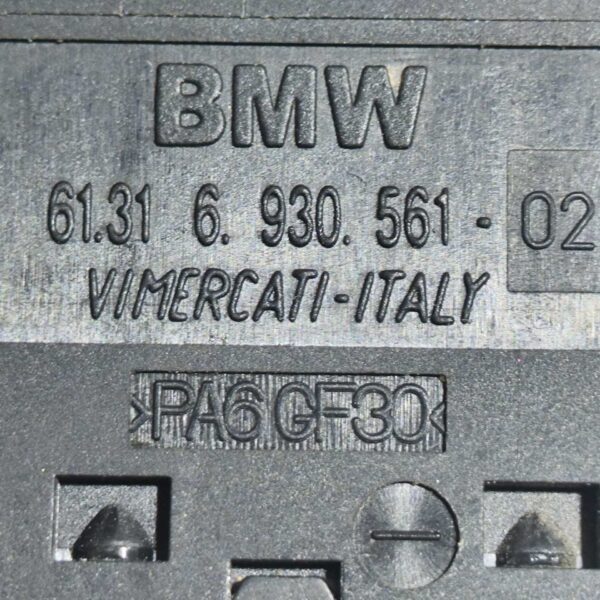 BMW
61.31 6. 930. 561 - 02
VIMERCATI-ITALY
>PA6 GF30<